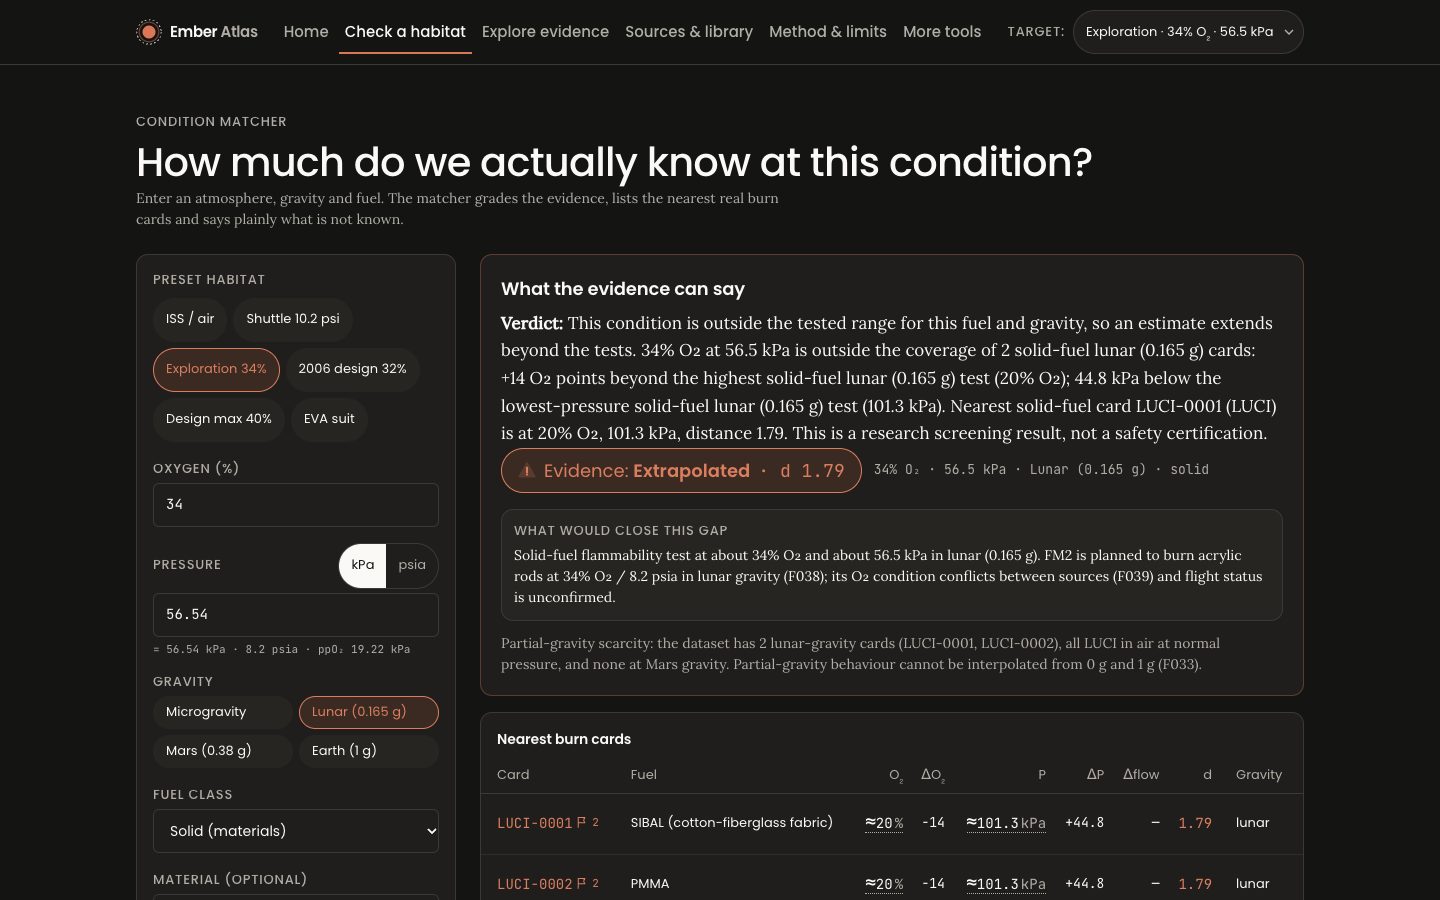 Ember Atlas Home Check a habitat Explore evidence Sources & library Method & limits More tools TARGET: Exploration · 34% O₂ · 56.5 kPa
CONDITION MATCHER
How much do we actually know at this condition?
Enter an atmosphere, gravity and fuel. The matcher grades the evidence, lists the nearest real burn
cards and says plainly what is not known.
PRESET HABITAT
ISS / air Shuttle 10.2 psi
Exploration 34% 2006 design 32%
Design max 40% EVA suit
OXYGEN (%)
34
PRESSURE kPa psia
56.54
= 56.54 kPa · 8.2 psia · ppO₂ 19.22 kPa
GRAVITY
Microgravity Lunar (0.165 g)
Mars (0.38 g) Earth (1 g)
FUEL CLASS
Solid (materials)
MATERIAL (OPTIONAL)
What the evidence can say
Verdict: This condition is outside the tested range for this fuel and gravity, so an estimate extends
beyond the tests. 34% O₂ at 56.5 kPa is outside the coverage of 2 solid-fuel lunar (0.165 g) cards:
+14 O₂ points beyond the highest solid-fuel lunar (0.165 g) test (20% O₂); 44.8 kPa below the
lowest-pressure solid-fuel lunar (0.165 g) test (101.3 kPa). Nearest solid-fuel card LUCI-0001 (LUCI)
is at 20% O₂, 101.3 kPa, distance 1.79. This is a research screening result, not a safety certification.
Evidence: Extrapolated · d 1.79 34% O₂ · 56.5 kPa · Lunar (0.165 g) · solid
WHAT WOULD CLOSE THIS GAP
Solid-fuel flammability test at about 34% O₂ and about 56.5 kPa in lunar (0.165 g). FM2 is planned to burn acrylic
rods at 34% O₂ / 8.2 psia in lunar gravity (F038); its O₂ condition conflicts between sources (F039) and flight status
is unconfirmed.
Partial-gravity scarcity: the dataset has 2 lunar-gravity cards (LUCI-0001, LUCI-0002), all LUCI in air at normal
pressure, and none at Mars gravity. Partial-gravity behaviour cannot be interpolated from 0 g and 1 g (F033).
Nearest burn cards
Card Fuel O₂ ΔO₂ P ΔP Δflow d Gravity
LUCI-0001 2 SIBAL (cotton-fiberglass fabric) ≈20% -14 ≈101.3 kPa +44.8 — 1.79 lunar
LUCI-0002 2 PMMA ≈20% -14 ≈101.3 kPa +44.8 — 1.79 lunar